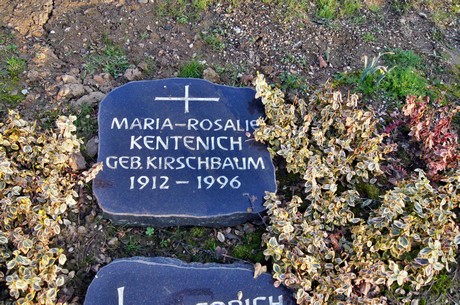 MARIA-ROSALIE
KENTENICH
GEB. KIRSCHBAUM
1912 - 1996